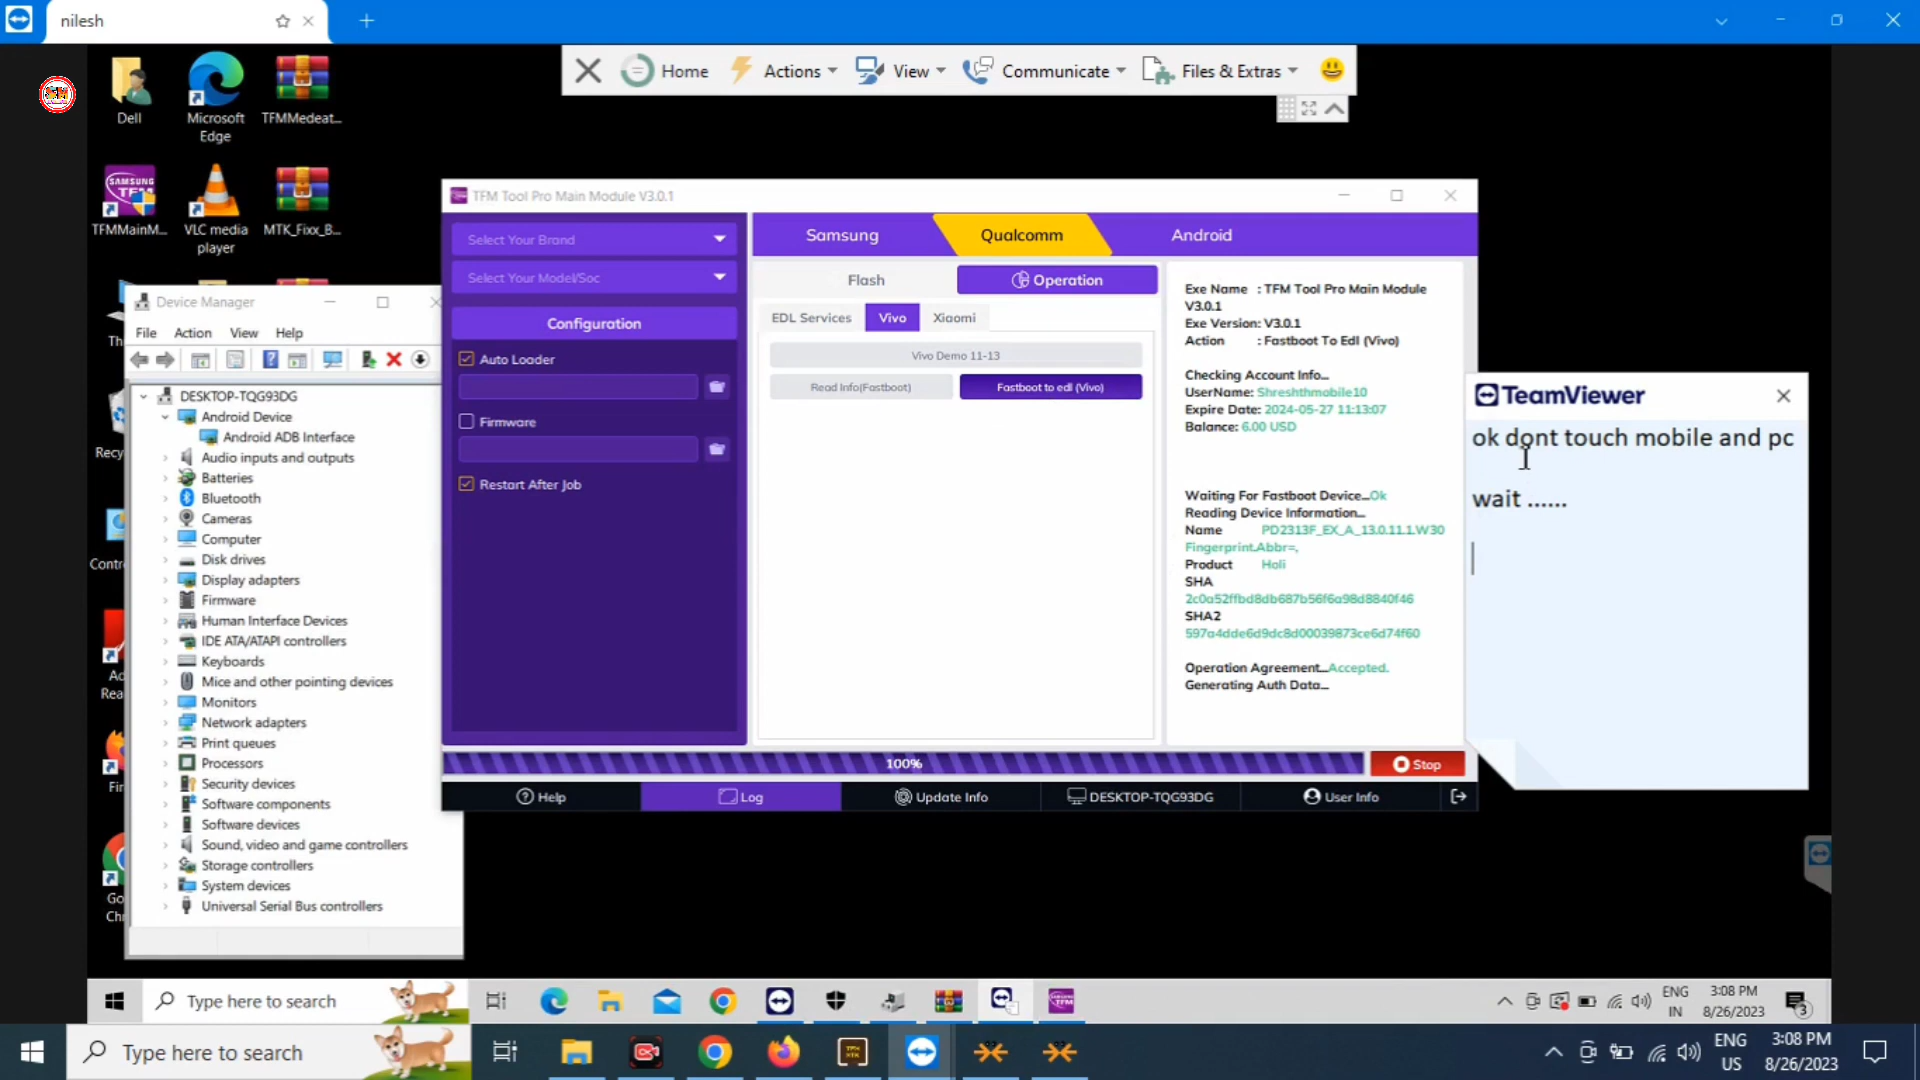 nilesh
Home
Actions
View
Communicate
Files & Extras
Dell
Microsoft
Edge
TFMMedeat...
SAMSUNG
TFM
TFMMainM...
VLC media
player
MTK_Fixx_B...
TFM Tool Pro Main Module V3.0.1
Select Your Brand
Select Your Model/Soc
Configuration
Auto Loader
Firmware
Restart After Job
Samsung
Qualcomm
Android
Flash
Operation
EDL Services
Vivo
Xiaomi
Vivo Demo 11-13
Read Info(Fastboot)
Fastboot to edl (Vivo)
Exe Name : TFM Tool Pro Main Module
V3.0.1
Exe Version: V3.0.1
Action : Fastboot To Edl (Vivo)
Checking Account Info...
UserName: Shreshthmobile10
Expire Date: 2024-05-27 11:13:07
Balance: 6.00 USD
Waiting For Fastboot Device...Ok
Reading Device Information...
Name PD2313F_EX_A_13.0.11.1.W30
Fingerprint.Abbr=,
Product Holi
SHA
2c0a52ffbd8db687b56f6a98d8840f46
SHA2
597a4dde6d9dc8d00039873ce6d74f60
Operation Agreement...Accepted.
Generating Auth Data...
100%
Stop
Help
Log
Update Info
DESKTOP-TQG93DG
User Info
TeamViewer
ok dont touch mobile and pc
wait ......
Device Manager
File Action View Help
DESKTOP-TQG93DG
Android Device
Android ADB Interface
Audio inputs and outputs
Batteries
Bluetooth
Cameras
Computer
Disk drives
Display adapters
Firmware
Human Interface Devices
IDE ATA/ATAPI controllers
Keyboards
Mice and other pointing devices
Monitors
Network adapters
Print queues
Processors
Security devices
Software components
Software devices
Sound, video and game controllers
Storage controllers
System devices
Universal Serial Bus controllers
Th
Recy
Contr
Ad
Rea
Fir
Go
Chr
Type here to search
ENG
IN
3:08 PM
8/26/2023
3
Type here to search
ENG
US
3:08 PM
8/26/2023